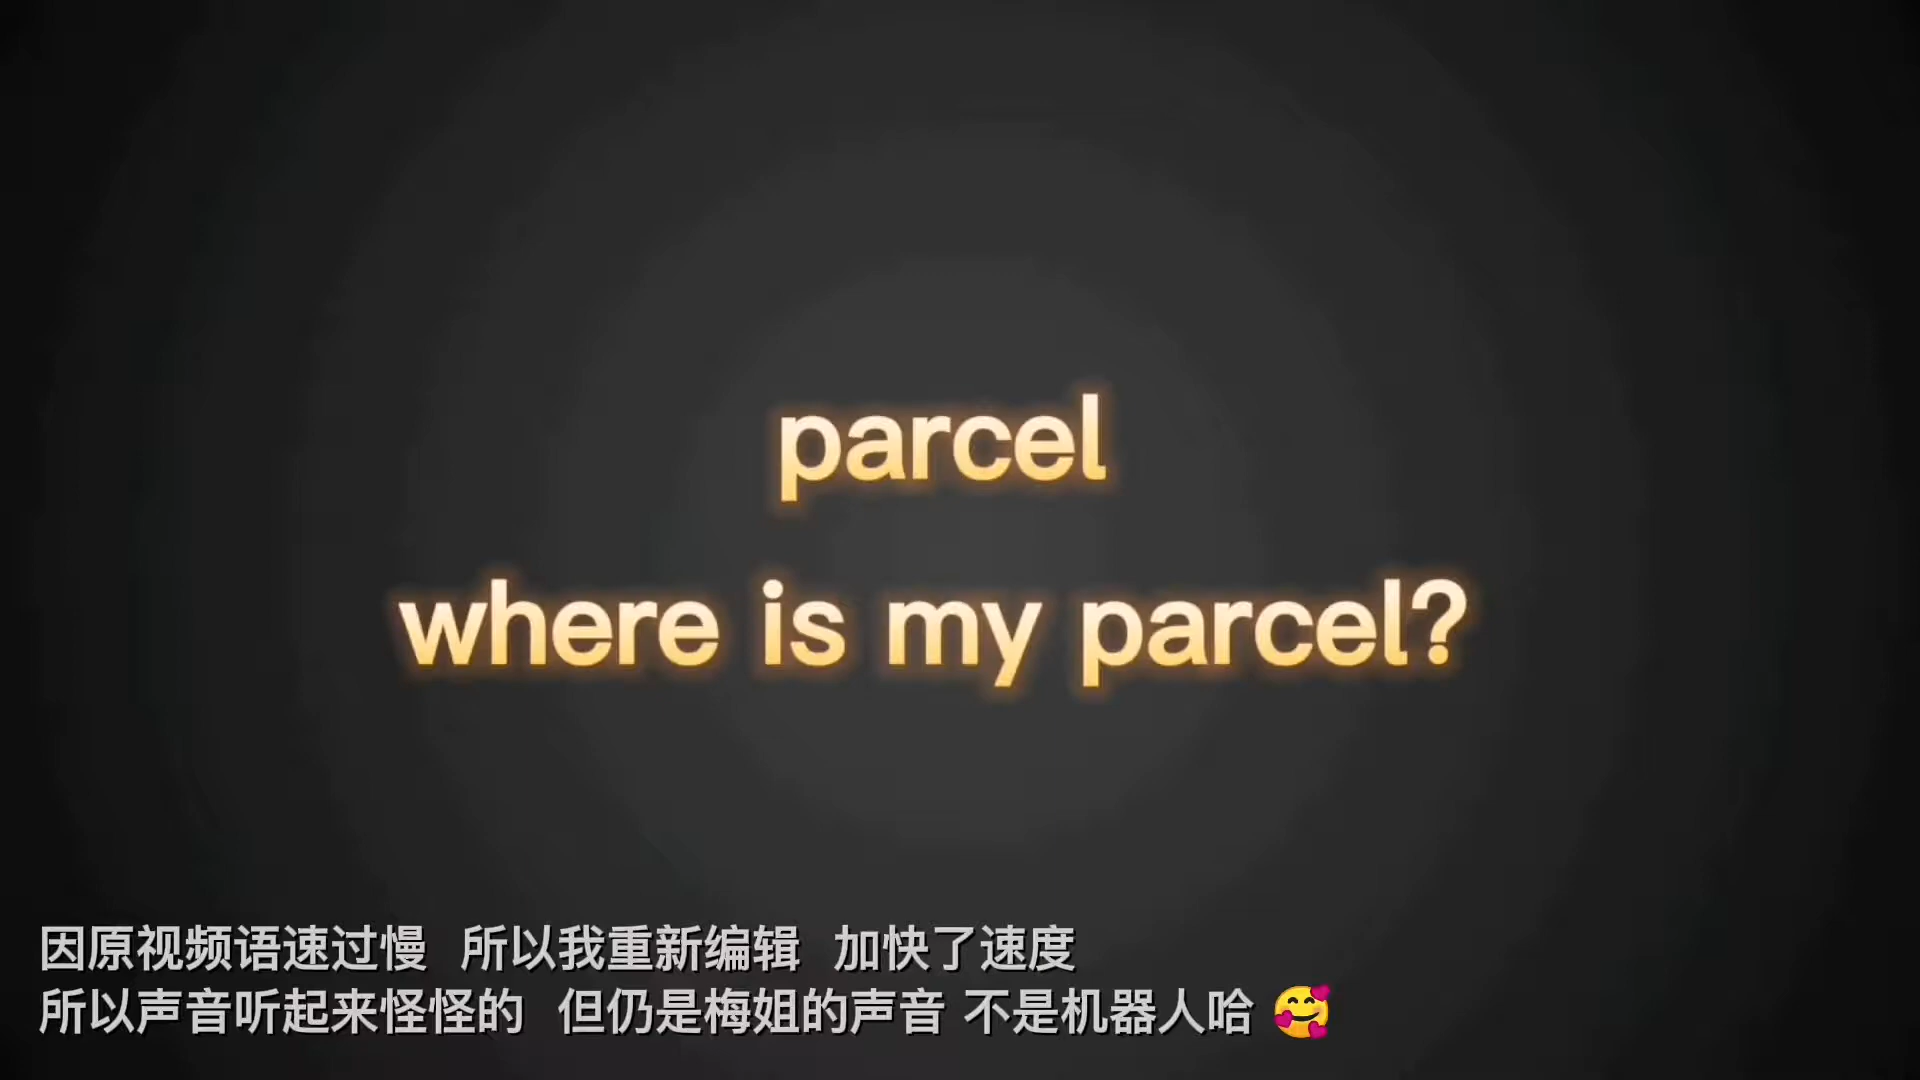 parcel
where is my parcel?
因原视频语速过慢 所以我重新编辑 加快了速度
所以声音听起来怪怪的 但仍是梅姐的声音 不是机器人哈 🥰